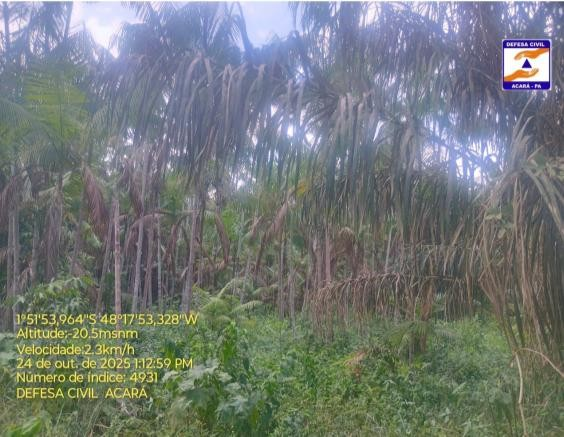 DEFESA CIVIL
ACARÁ - PA
1°51'53,964"S 48°17'53,328"W
Altitude:-20.5msnm
Velocidade:2.3km/h
24 de out. de 2025 1:12:59 PM
Número de índice: 4931
DEFESA CIVIL ACARÁ